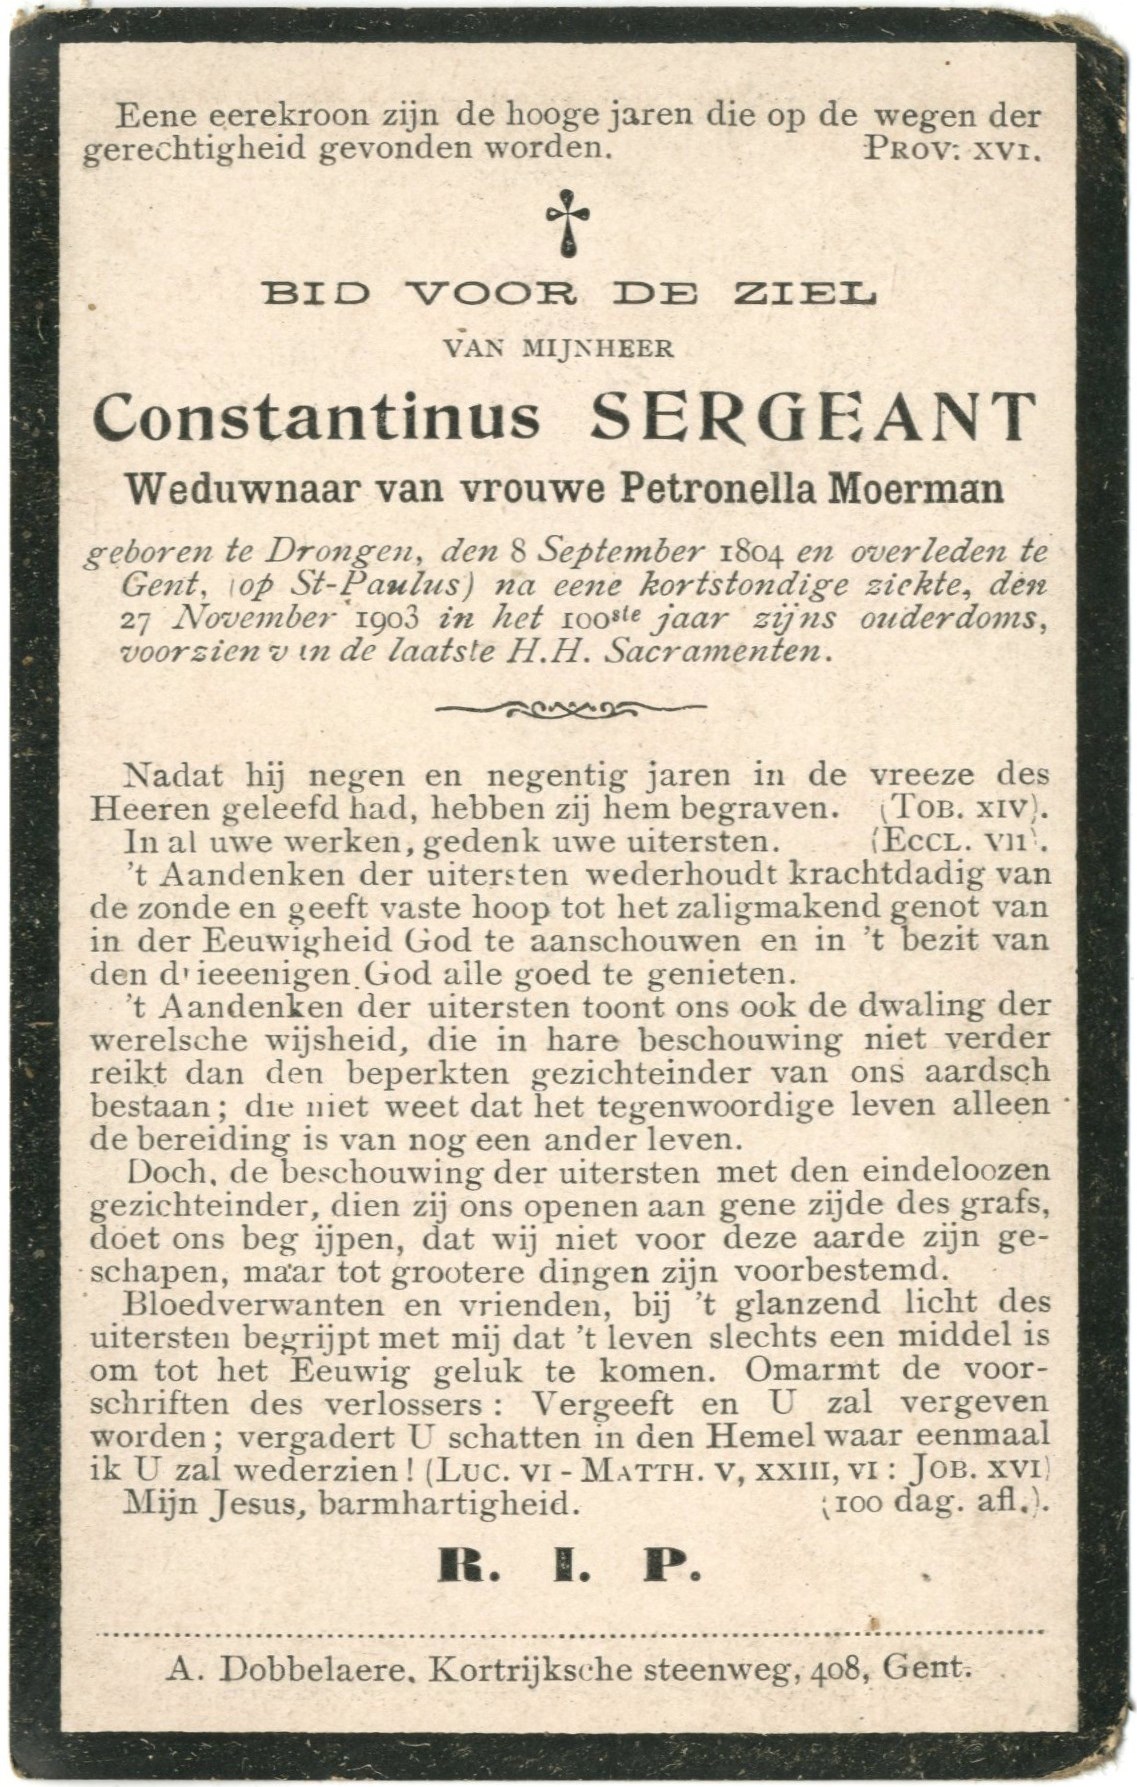 Eene eerekroon zijn de hooge jaren die op de wegen der
gerechtigheid gevonden worden. PROV: XVI.
BID VOOR DE ZIEL
VAN MIJNHEER
Constantinus SERGEANT
Weduwnaar van vrouwe Petronella Moerman
geboren te Drongen, den 8 September 1804 en overleden te
Gent, (op St-Paulus) na eene kortstondige ziekte, den
27 November 1903 in het 100ste jaar zijns ouderdoms,
voorzien van de laatste H.H. Sacramenten.
Nadat hij negen en negentig jaren in de vreeze des
Heeren geleefd had, hebben zij hem begraven. (TOB. XIV).
In al uwe werken, gedenk uwe uitersten. (ECCL. VII).
't Aandenken der uitersten wederhoudt krachtdadig van
de zonde en geeft vaste hoop tot het zaligmakend genot van
in der Eeuwigheid God te aanschouwen en in 't bezit van
den drieeenigen God alle goed te genieten.
't Aandenken der uitersten toont ons ook de dwaling der
werelsche wijsheid, die in hare beschouwing niet verder
reikt dan den beperkten gezichteinder van ons aardsch
bestaan; die niet weet dat het tegenwoordige leven alleen
de bereiding is van nog een ander leven.
Doch, de beschouwing der uitersten met den eindeloozen
gezichteinder, dien zij ons openen aan gene zijde des grafs,
doet ons beg ijpen, dat wij niet voor deze aarde zijn ge-
schapen, maar tot grootere dingen zijn voorbestemd.
Bloedverwanten en vrienden, bij 't glanzend licht des
uitersten begrijpt met mij dat 't leven slechts een middel is
om tot het Eeuwig geluk te komen. Omarmt de voor-
schriften des verlossers: Vergeeft en U zal vergeven
worden; vergadert U schatten in den Hemel waar eenmaal
ik U zal wederzien! (LUC. VI - MATTH. V, XXIII, VI: JOB. XVI)
Mijn Jesus, barmhartigheid. (100 dag. afl.).
R. I. P.
A. Dobbelaere, Kortrijksche steenweg, 408, Gent.